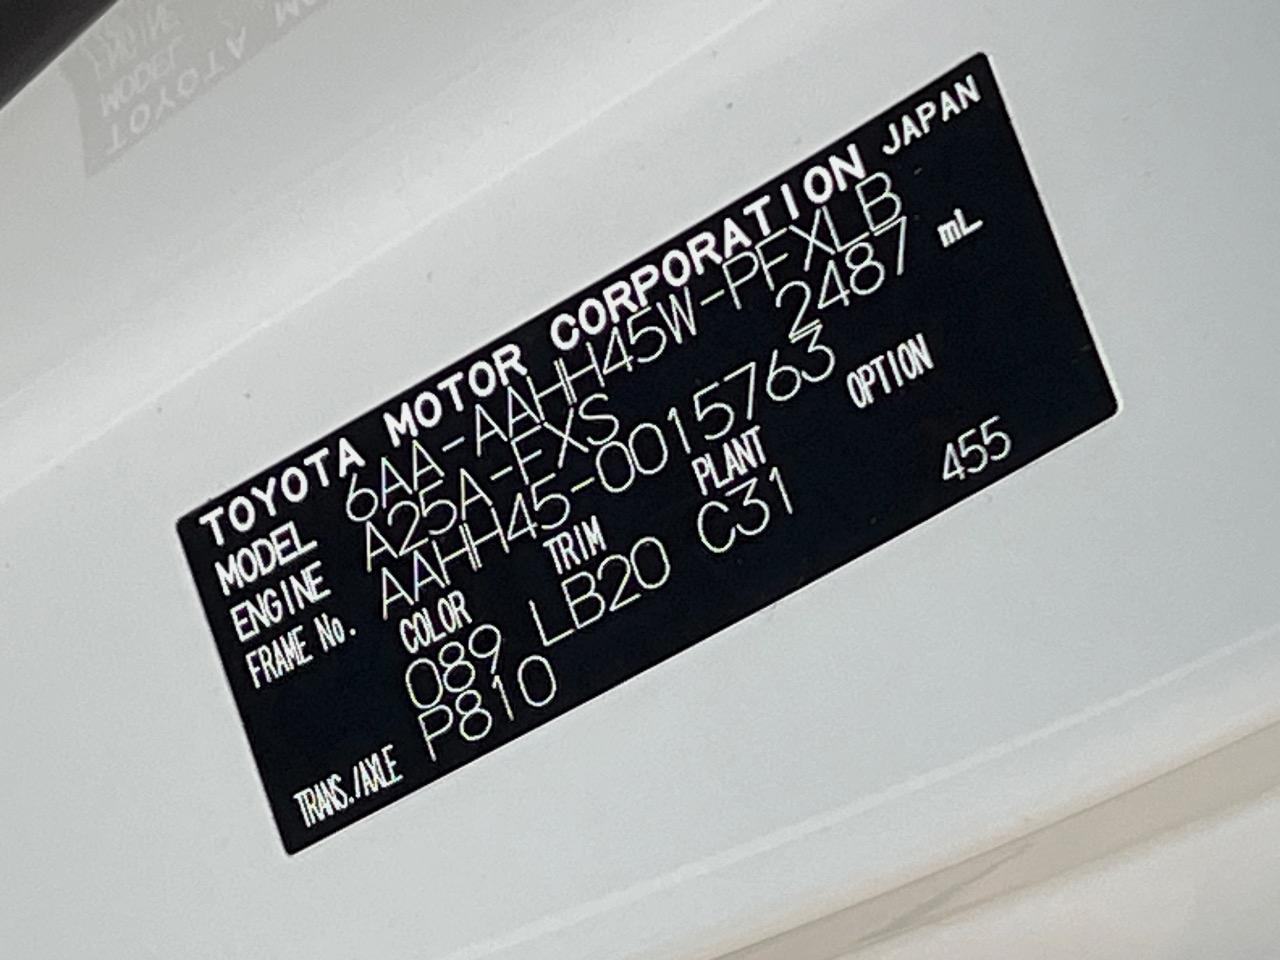 TOYOTA MOTOR CORPORATION JAPAN
MODEL 6AA-AAHH45W-PFXLB
ENGINE A25A-FXS 2487 mL
FRAME No. AAHH45-0015763
COLOR TRIM PLANT OPTION
089 LB20 C31 455
TRANS./AXLE P810